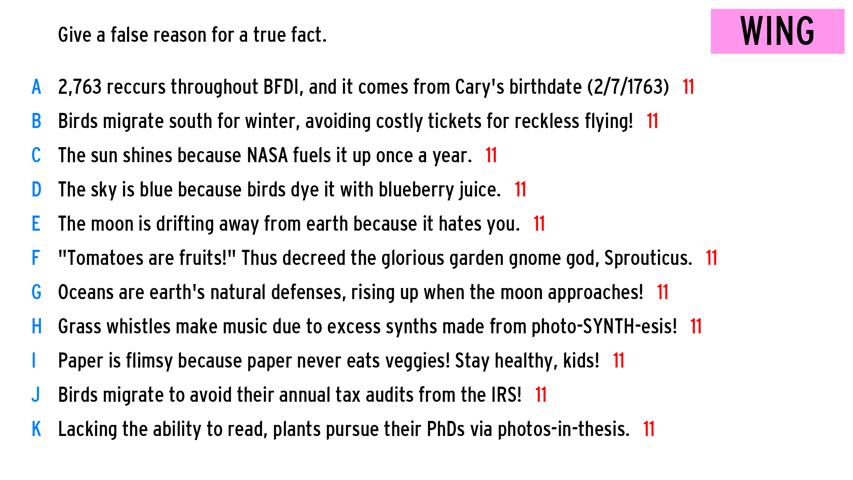 Give a false reason for a true fact.
WING
A 2,763 reccurs throughout BFDI, and it comes from Cary's birthdate (2/7/1763) 11
B Birds migrate south for winter, avoiding costly tickets for reckless flying! 11
C The sun shines because NASA fuels it up once a year. 11
D The sky is blue because birds dye it with blueberry juice. 11
E The moon is drifting away from earth because it hates you. 11
F "Tomatoes are fruits!" Thus decreed the glorious garden gnome god, Sprouticus. 11
G Oceans are earth's natural defenses, rising up when the moon approaches! 11
H Grass whistles make music due to excess synths made from photo-SYNTH-esis! 11
I Paper is flimsy because paper never eats veggies! Stay healthy, kids! 11
J Birds migrate to avoid their annual tax audits from the IRS! 11
K Lacking the ability to read, plants pursue their PhDs via photos-in-thesis. 11